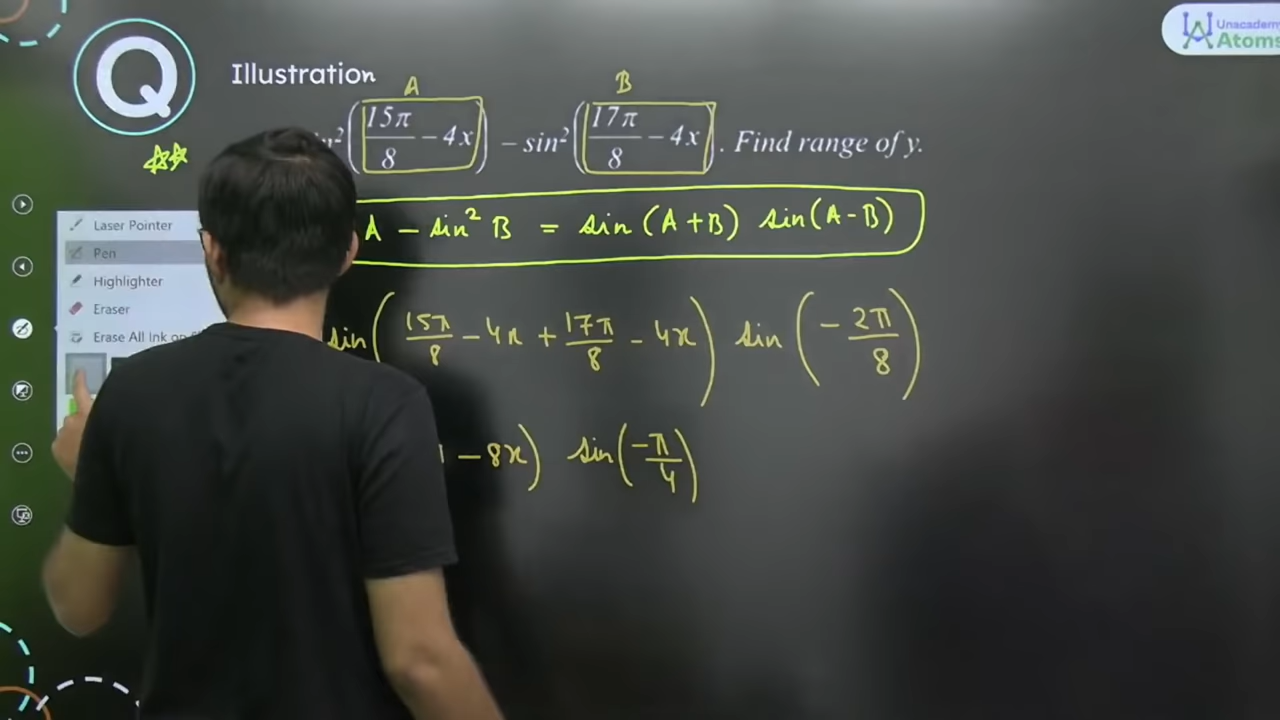 Unacademy
Atoms
Q
Illustration
A B
(15π/8 − 4x) − sin²(17π/8 − 4x). Find range of y.
A − sin² B = sin (A+B) sin(A-B)
Laser Pointer
Pen
Highlighter
Eraser
Erase All Ink on
sin(15π/8 − 4x + 17π/8 − 4x) sin(− 2π/8)
− 8x) sin(−π/4)